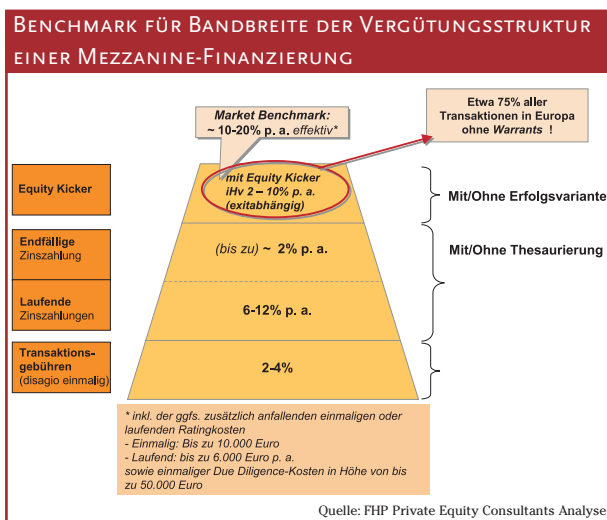 Benchmark für Bandbreite der Vergütungsstruktur
einer Mezzanine-Finanzierung
Market Benchmark:
~ 10-20% p. a. effektiv*
Etwa 75% aller
Transaktionen in Europa
ohne Warrants !
Equity Kicker
mit Equity Kicker
iHv 2 – 10% p. a.
(exitabhängig)
Mit/Ohne Erfolgsvariante
Endfällige
Zinszahlung
(bis zu) ~ 2% p. a.
Mit/Ohne Thesaurierung
Laufende
Zinszahlungen
6-12% p. a.
Transaktions-
gebühren
(disagio einmalig)
2-4%
* inkl. der ggfs. zusätzlich anfallenden einmaligen oder
laufenden Ratingkosten
- Einmalig: Bis zu 10.000 Euro
- Laufend: bis zu 6.000 Euro p. a.
sowie einmaliger Due Diligence-Kosten in Höhe von bis
zu 50.000 Euro
Quelle: FHP Private Equity Consultants Analyse